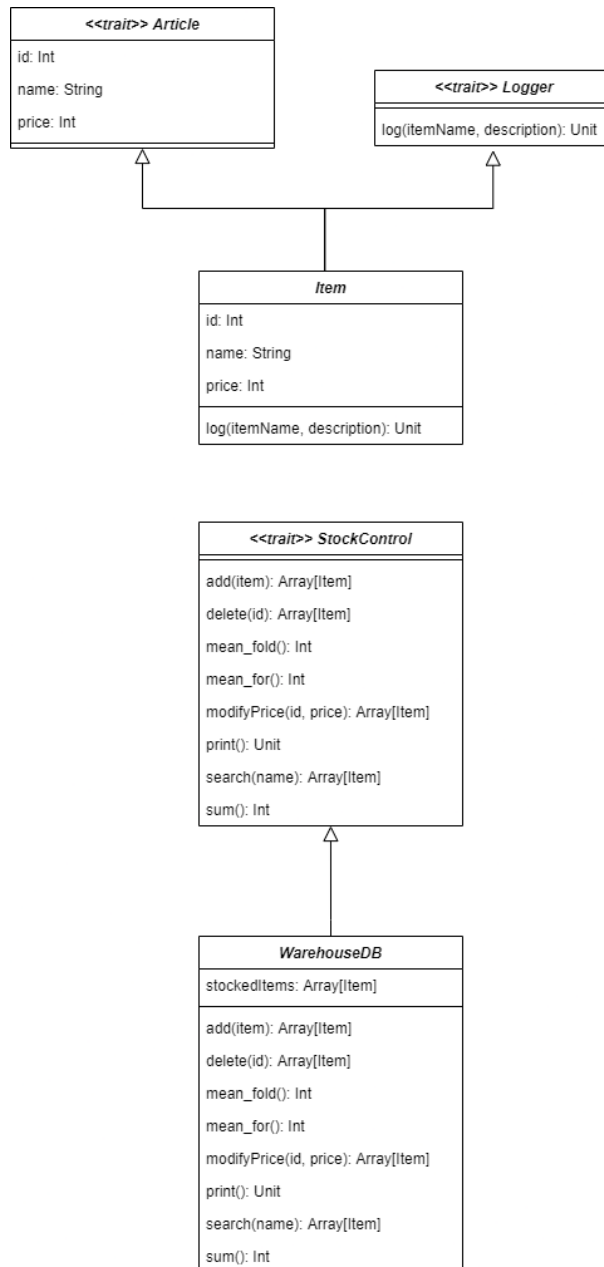 <<trait>> Article
id: Int
name: String
price: Int
<<trait>> Logger
log(itemName, description): Unit
Item
id: Int
name: String
price: Int
log(itemName, description): Unit
<<trait>> StockControl
add(item): Array[Item]
delete(id): Array[Item]
mean_fold(): Int
mean_for(): Int
modifyPrice(id, price): Array[Item]
print(): Unit
search(name): Array[Item]
sum(): Int
WarehouseDB
stockedItems: Array[Item]
add(item): Array[Item]
delete(id): Array[Item]
mean_fold(): Int
mean_for(): Int
modifyPrice(id, price): Array[Item]
print(): Unit
search(name): Array[Item]
sum(): Int